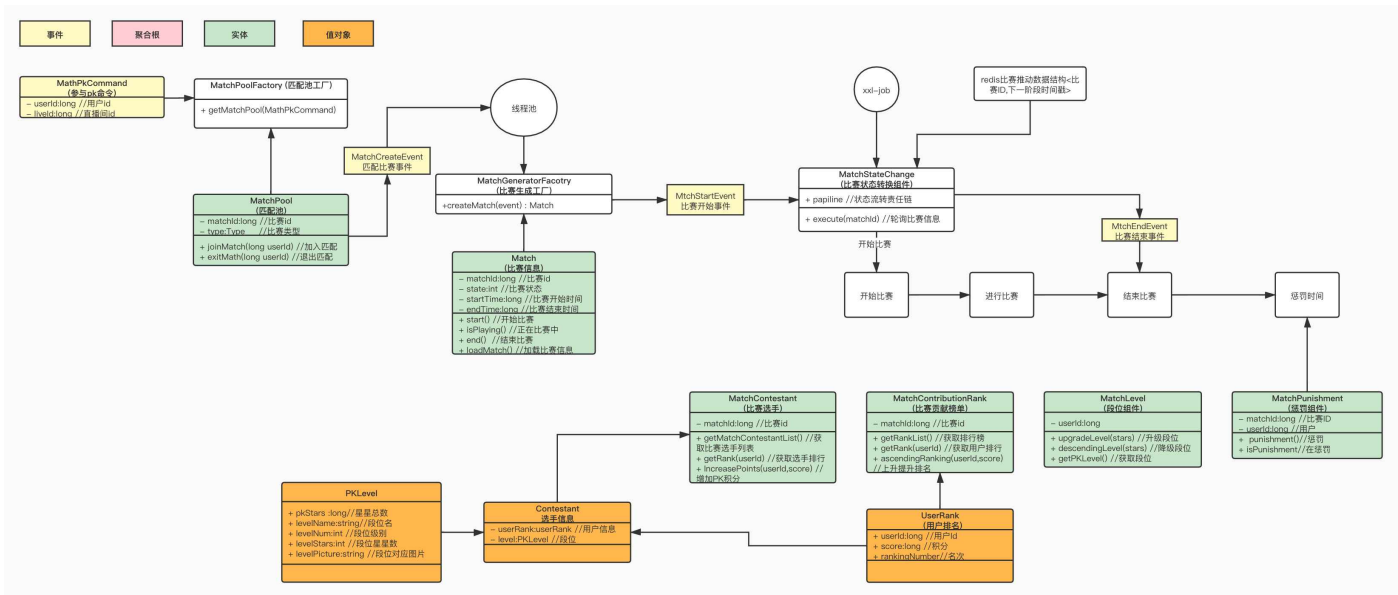 事件
聚合根
实体
值对象
MathPkCommand
(参与pk命令)
− userId:long //用户id
− liveId:long //直播间id
MatchPoolFactory (匹配池工厂)
+ getMatchPool(MathPkCommand)
MatchCreateEvent
匹配比赛事件
线程池
MatchPool
(匹配池)
− matchId:long //比赛id
− type:Type //比赛类型
+ joinMatch(long userId) //加入匹配
+ exitMath(long userId) //退出匹配
MatchGeneratorFacotry
(比赛生成工厂)
+createMatch(event) : Match
Match
(比赛信息)
− matchId:long //比赛id
− state:int //比赛状态
− startTime:long //比赛开始时间
− endTime:long //比赛结束时间
+ start() //开始比赛
+ isPlaying() //正在比赛中
+ end() //结束比赛
+ loadMatch() //加载比赛信息
MtchStartEvent
比赛开始事件
xxl-job
redis比赛推动数据结构<比
赛ID,下一阶段时间戳>
MatchStateChange
(比赛状态转换组件)
+ papiline //状态流转责任链
+ execute(matchId) //轮询比赛信息
开始比赛
MtchEndEvent
比赛结束事件
开始比赛
进行比赛
结束比赛
惩罚时间
MatchContestant
(比赛选手)
− matchId:long //比赛id
+ getMatchContestantList() //获
取比赛选手列表
+ getRank(userId) //获取选手排行
+ IncreasePoints(userId,score) //
增加PK积分
MatchContributionRank
(比赛贡献榜单)
− matchId:long //比赛id
+ getRankList() //获取排行榜
+ getRank(userId) //获取用户排行
+ ascendingRanking(userId,score)
//上升提升排名
MatchLevel
(段位组件)
− userId:long
+ upgradeLevel(stars) //升级段位
+ descendingLevel(stars) //降级段位
+ getPKLevel() //获取段位
MatchPunishment
(惩罚组件)
− matchId:long //比赛ID
− userId:long //用户
+ punishment()//惩罚
+ isPunishment//在惩罚
PKLevel
+ pkStars :long//星星总数
+ levelName:string//段位名
+ levelNum:int //段位级别
+ levelStars:int //段位星星数
+ levelPicture:string //段位对应图片
Contestant
选手信息
− userRank:userRank //用户信息
− level:PKLevel //段位
UserRank
(用户排名)
+ userId:long //用户Id
+ score:long //积分
+ rankingNumber//名次